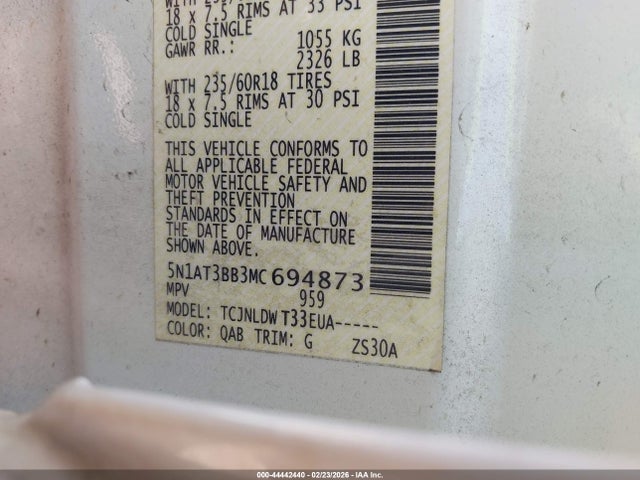 18 x 7.5 RIMS AT 33 PSI
COLD SINGLE
GAWR RR.: 1055 KG
2326 LB
WITH 235/60R18 TIRES
18 x 7.5 RIMS AT 30 PSI
COLD SINGLE
THIS VEHICLE CONFORMS TO
ALL APPLICABLE FEDERAL
MOTOR VEHICLE SAFETY AND
THEFT PREVENTION
STANDARDS IN EFFECT ON
THE DATE OF MANUFACTURE
SHOWN ABOVE.
5N1AT3BB3MC694873
MPV 959
MODEL: TCJNLDW T33EUA-----
COLOR: QAB TRIM: G ZS30A
000-44442440 - 02/23/2026 - IAA Inc.